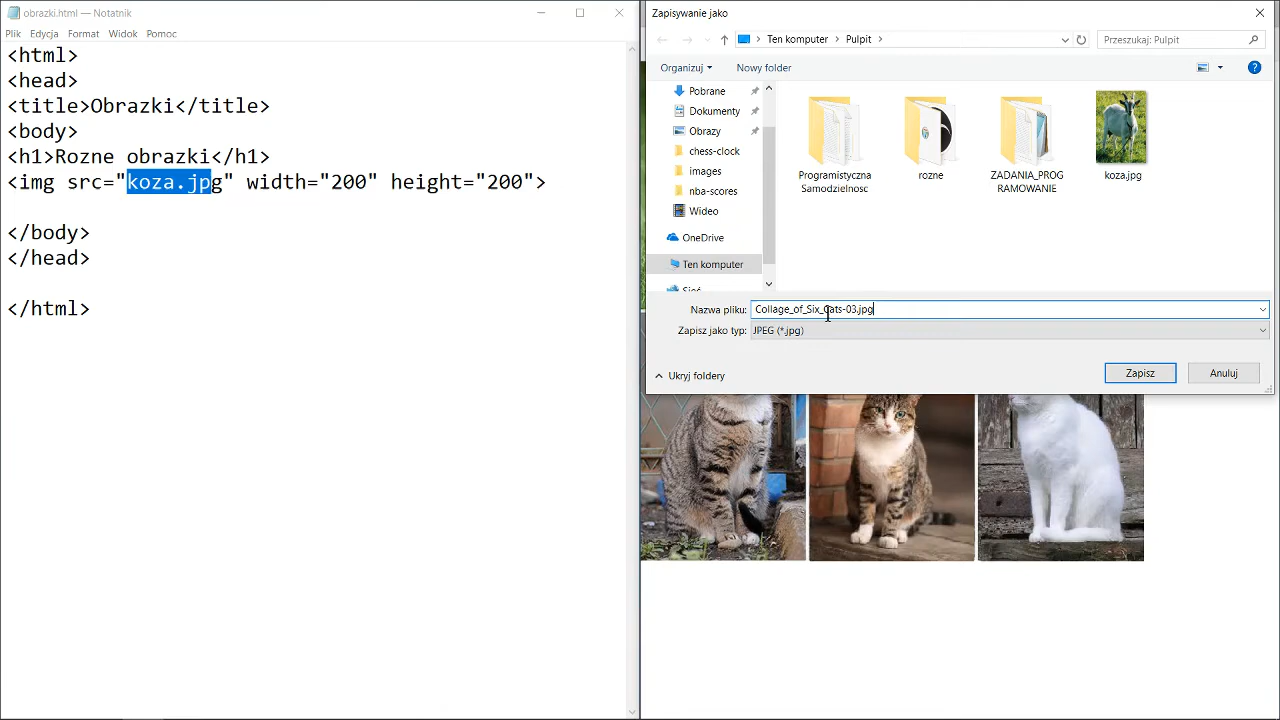 obrazki.html — Notatnik
Plik Edycja Format Widok Pomoc
<html>
<head>
<title>Obrazki</title>
<body>
<h1>Rozne obrazki</h1>
<img src="koza.jpg" width="200" height="200">
</body>
</head>
</html>
Zapisywanie jako
Ten komputer Pulpit
Przeszukaj: Pulpit
Organizuj
Nowy folder
Pobrane
Dokumenty
Obrazy
chess-clock
images
nba-scores
Wideo
OneDrive
Ten komputer
Sieć
Programistyczna
Samodzielnosc
rozne
ZADANIA_PROG
RAMOWANIE
koza.jpg
Nazwa pliku: Collage_of_Six_Cats-03.jpg
Zapisz jako typ: JPEG (*.jpg)
Ukryj foldery
Zapisz
Anuluj